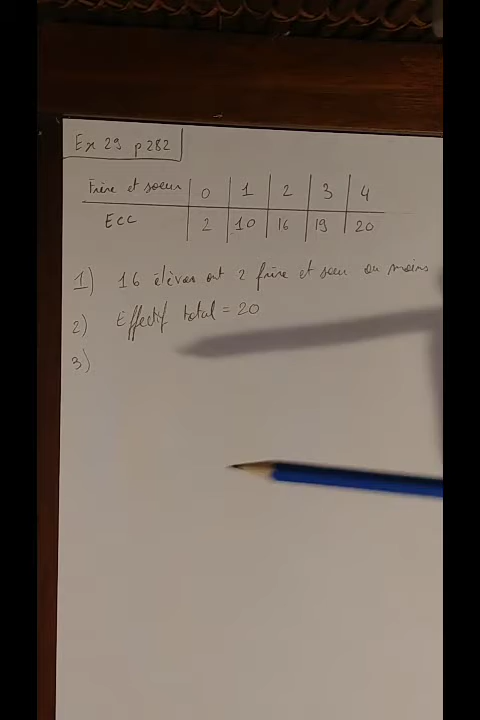 Ex 29 p 282
Frère et soeur 0 1 2 3 4
ECC 2 10 16 19 20
1) 16 élèves ont 2 frère et soeur ou moins
2) Effectif total = 20
3)